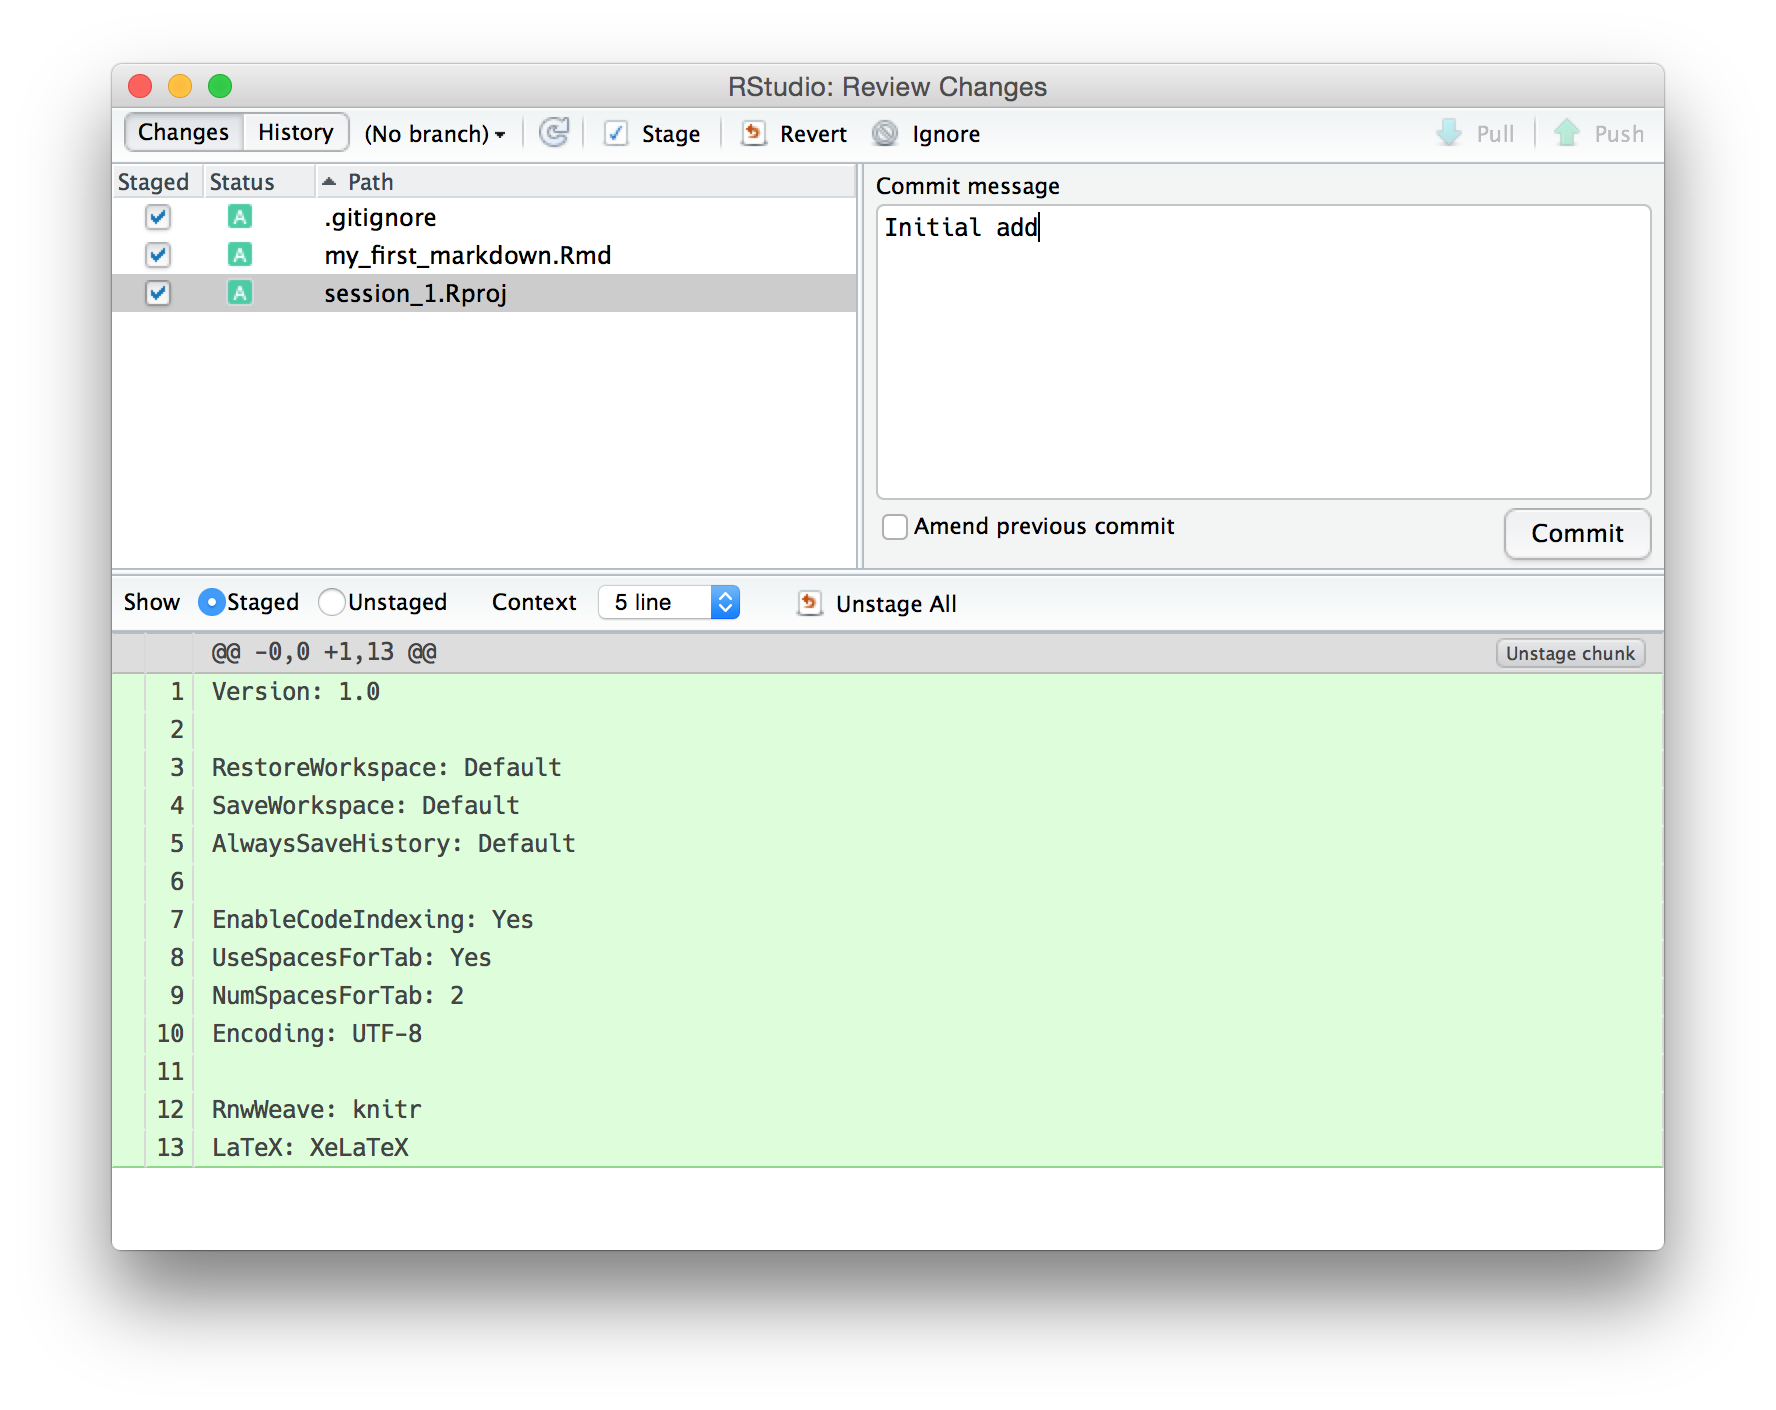 RStudio: Review Changes
Changes History (No branch) Stage Revert Ignore Pull Push
Staged Status Path
A .gitignore
A my_first_markdown.Rmd
A session_1.Rproj
Commit message
Initial add
Amend previous commit
Commit
Show Staged Unstaged Context 5 line Unstage All
@@ -0,0 +1,13 @@ Unstage chunk
1 Version: 1.0
2
3 RestoreWorkspace: Default
4 SaveWorkspace: Default
5 AlwaysSaveHistory: Default
6
7 EnableCodeIndexing: Yes
8 UseSpacesForTab: Yes
9 NumSpacesForTab: 2
10 Encoding: UTF-8
11
12 RnwWeave: knitr
13 LaTeX: XeLaTeX